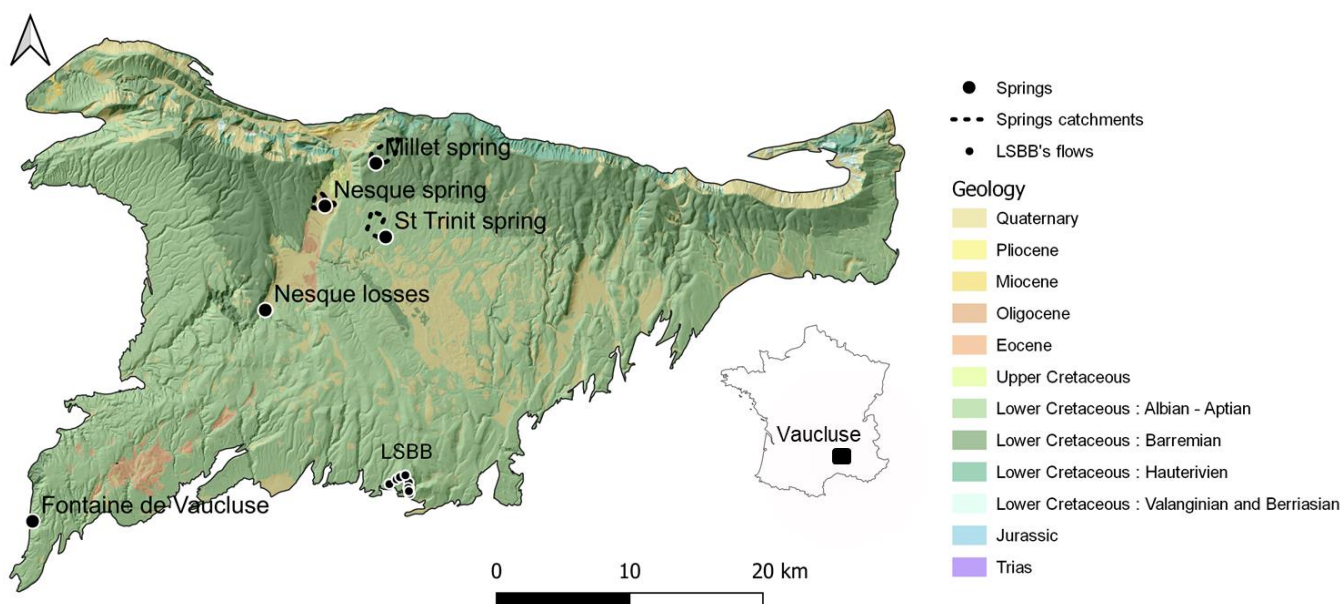 Millet spring
Nesque spring
St Trinit spring
Nesque losses
LSBB
Fontaine de Vaucluse
Vaucluse
0 10 20 km
Springs
Springs catchments
LSBB's flows
Geology
Quaternary
Pliocene
Miocene
Oligocene
Eocene
Upper Cretaceous
Lower Cretaceous : Albian - Aptian
Lower Cretaceous : Barremian
Lower Cretaceous : Hauterivien
Lower Cretaceous : Valanginian and Berriasian
Jurassic
Trias